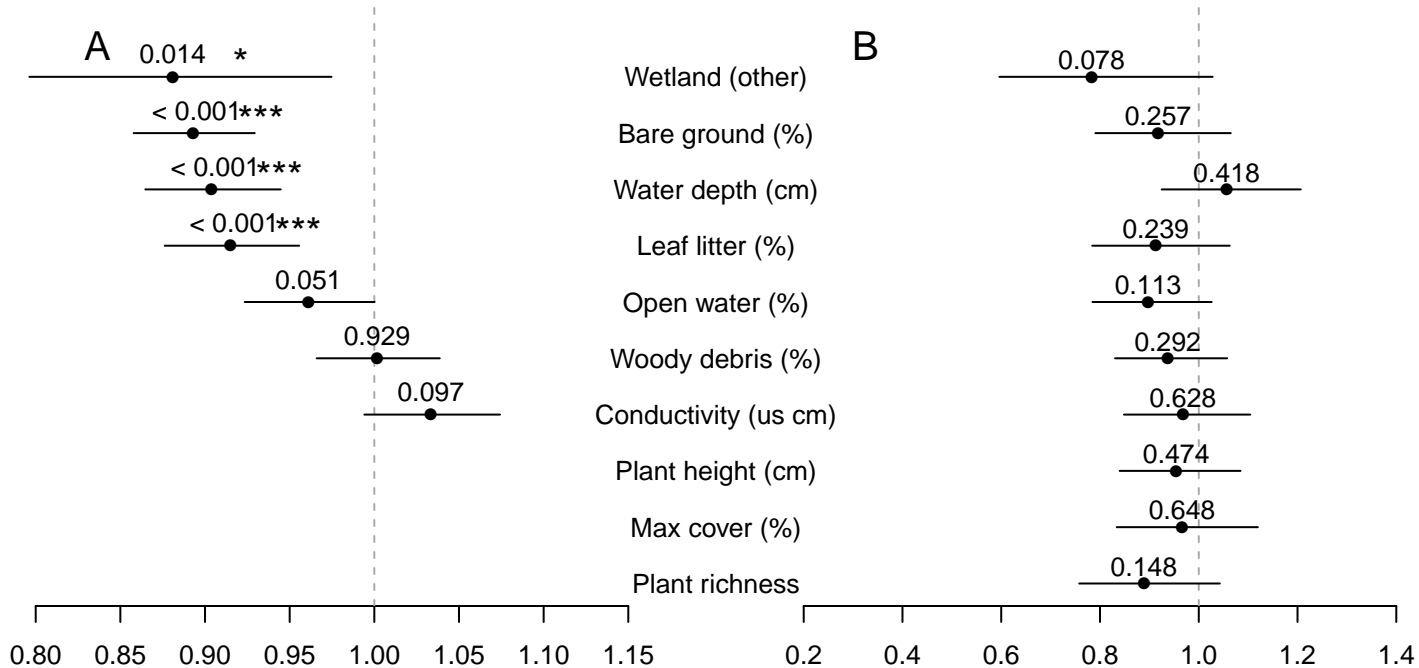 A B
0.014 * Wetland (other) 0.078
< 0.001*** Bare ground (%) 0.257
< 0.001*** Water depth (cm) 0.418
< 0.001*** Leaf litter (%) 0.239
0.051 Open water (%) 0.113
0.929 Woody debris (%) 0.292
0.097 Conductivity (us cm) 0.628
Plant height (cm) 0.474
Max cover (%) 0.648
Plant richness 0.148
0.80 0.85 0.90 0.95 1.00 1.05 1.10 1.15 0.2 0.4 0.6 0.8 1.0 1.2 1.4